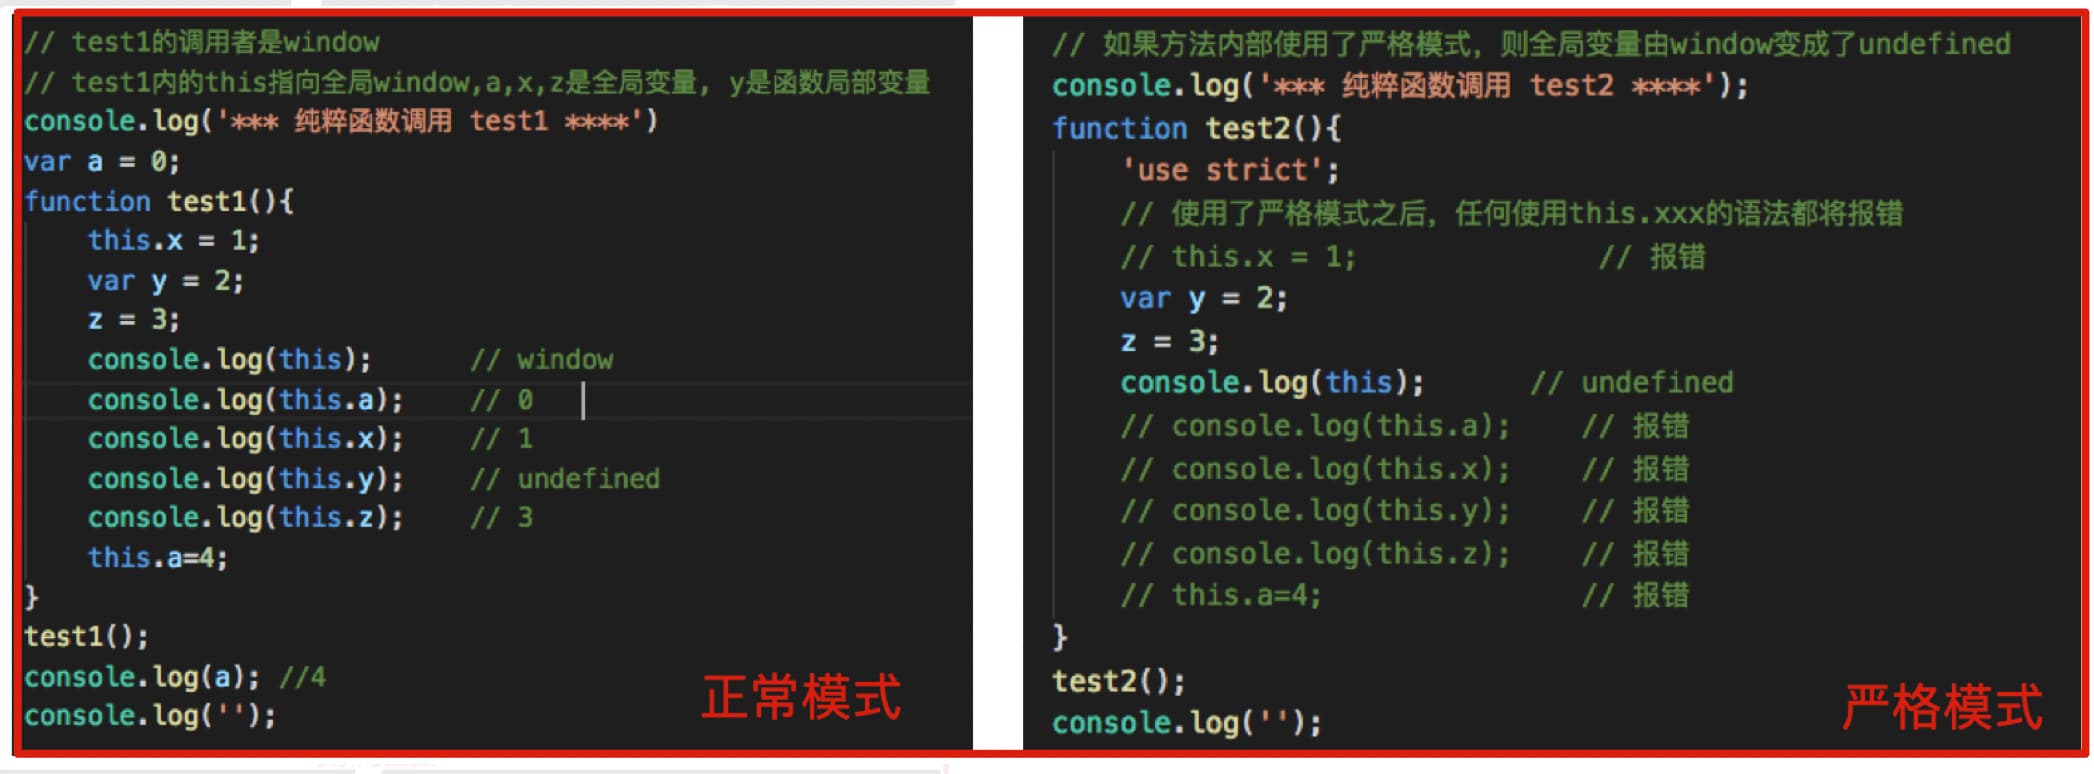 // test1的调用者是window
// test1内的this指向全局window,a,x,z是全局变量, y是函数局部变量
console.log('*** 纯粹函数调用 test1 ****')
var a = 0;
function test1(){
this.x = 1;
var y = 2;
z = 3;
console.log(this); // window
console.log(this.a); // 0
console.log(this.x); // 1
console.log(this.y); // undefined
console.log(this.z); // 3
this.a=4;
}
test1();
console.log(a); //4
console.log('');
正常模式
// 如果方法内部使用了严格模式，则全局变量由window变成了undefined
console.log('*** 纯粹函数调用 test2 ****');
function test2(){
'use strict';
// 使用了严格模式之后，任何使用this.xxx的语法都将报错
// this.x = 1; // 报错
var y = 2;
z = 3;
console.log(this); // undefined
// console.log(this.a); // 报错
// console.log(this.x); // 报错
// console.log(this.y); // 报错
// console.log(this.z); // 报错
// this.a=4; // 报错
}
test2();
console.log('');
严格模式